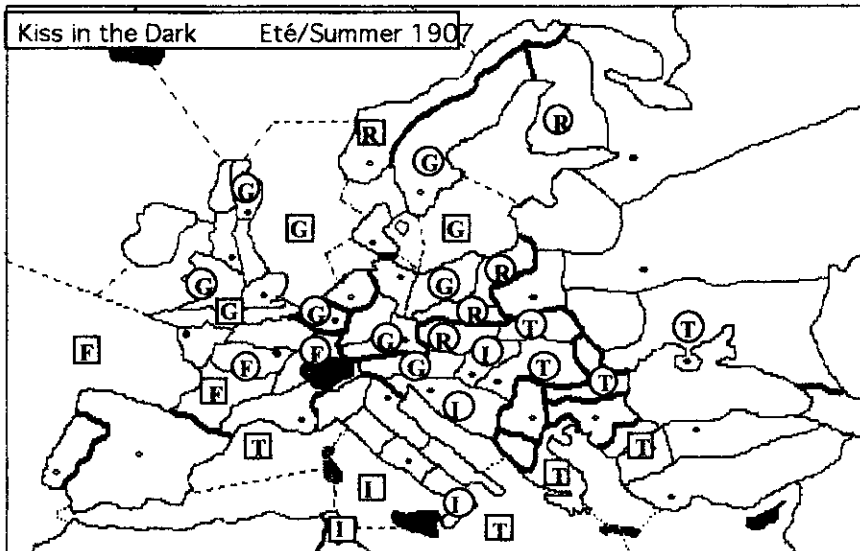 Kiss in the Dark Eté/Summer 1907
R R
G
G
G G
R
G G
G G R
T T
G R
F F I
F G T
T
F
I
T T
T
I
I
I T